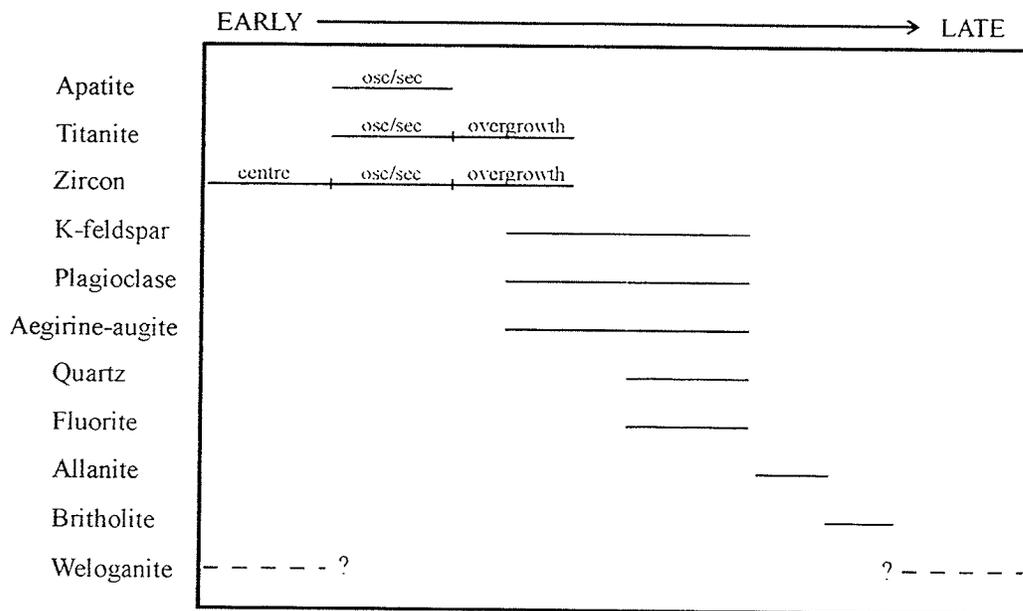 EARLY LATE
Apatite osc/sec
Titanite osc/sec overgrowth
Zircon centre osc/sec overgrowth
K-feldspar
Plagioclase
Aegirine-augite
Quartz
Fluorite
Allanite
Britholite
Weloganite ? ?